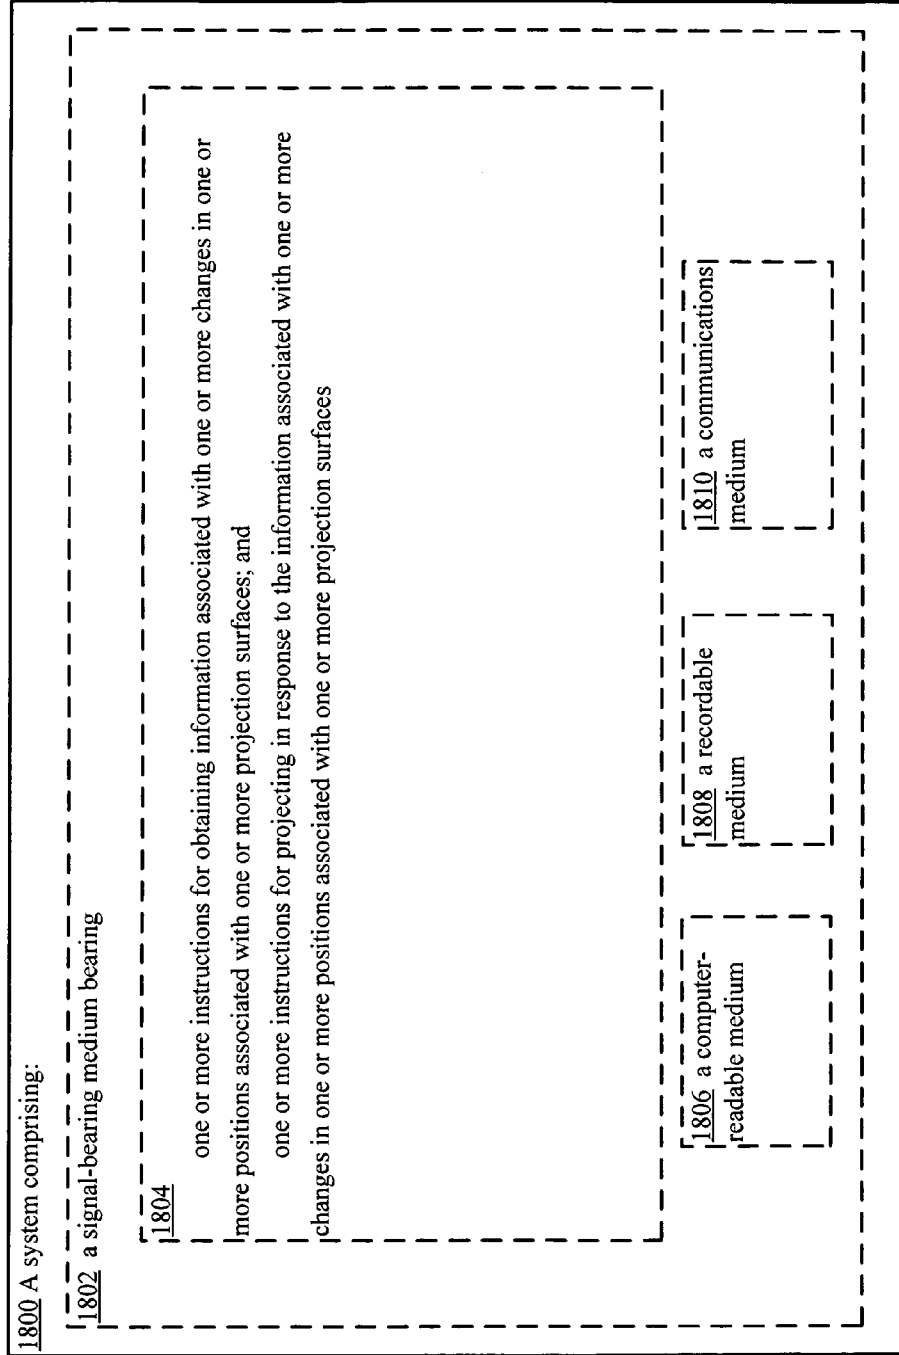 1800 A system comprising:
1802 a signal-bearing medium bearing
1804
one or more instructions for obtaining information associated with one or more changes in one or
more positions associated with one or more projection surfaces; and
one or more instructions for projecting in response to the information associated with one or more
changes in one or more positions associated with one or more projection surfaces
1806 a computer-
readable medium
1808 a recordable
medium
1810 a communications
medium